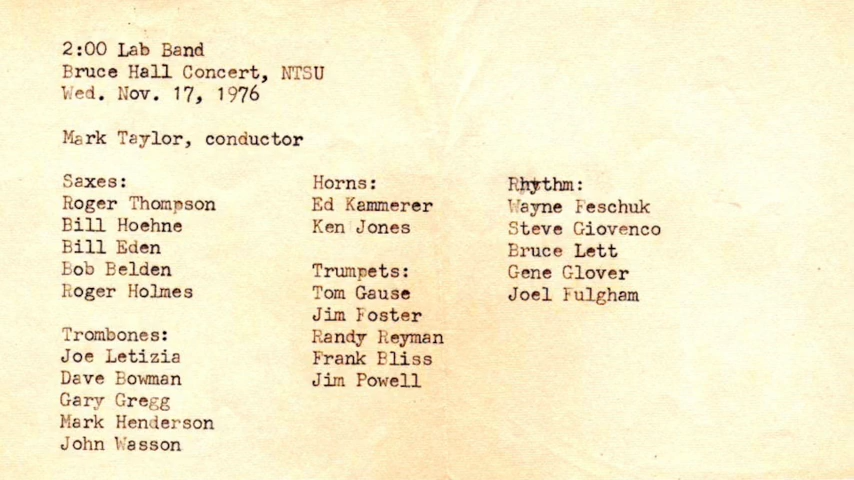 2:00 Lab Band
Bruce Hall Concert, NTSU
Wed. Nov. 17, 1976
Mark Taylor, conductor
Saxes:
Roger Thompson
Bill Hoehne
Bill Eden
Bob Belden
Roger Holmes
Trombones:
Joe Letizia
Dave Bowman
Gary Gregg
Mark Henderson
John Wasson
Horns:
Ed Kammerer
Ken Jones
Trumpets:
Tom Gause
Jim Foster
Randy Reyman
Frank Bliss
Jim Powell
Rhythm:
Wayne Feschuk
Steve Giovenco
Bruce Lett
Gene Glover
Joel Fulgham